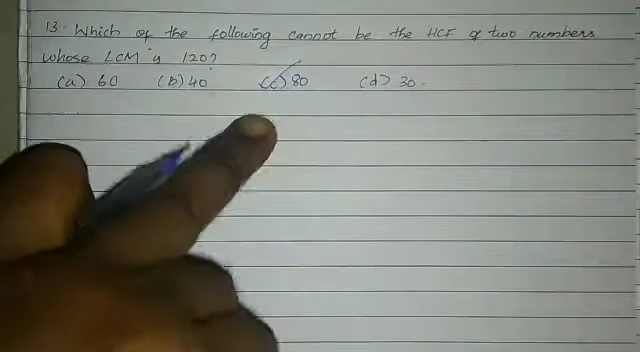 13. Which of the following cannot be the HCF of two numbers
whose LCM is 120?
(a) 60 (b) 40 (c) 80 (d) 30.